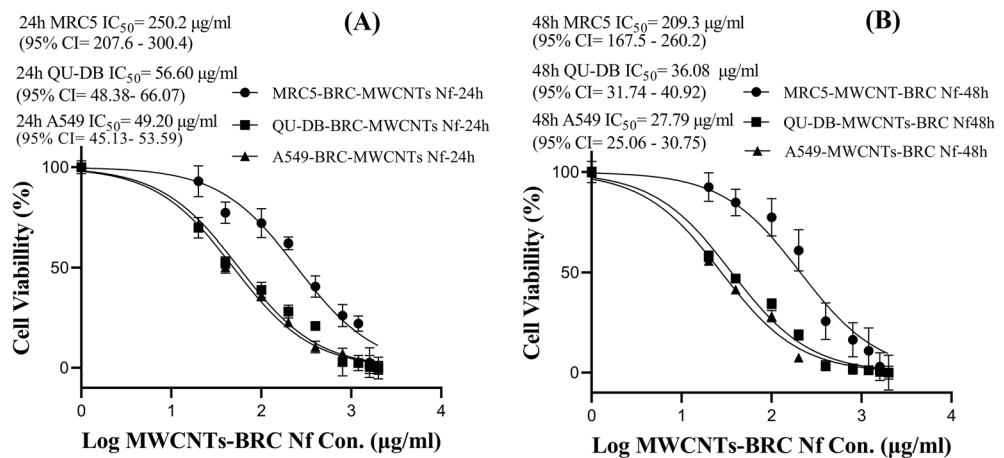 (A)
24h MRC5 IC50= 250.2 µg/ml
(95% CI= 207.6 - 300.4)
24h QU-DB IC50= 56.60 µg/ml
(95% CI= 48.38- 66.07)
24h A549 IC50= 49.20 µg/ml
(95% CI= 45.13- 53.59)
MRC5-BRC-MWCNTs Nf-24h
QU-DB-BRC-MWCNTs Nf-24h
A549-BRC-MWCNTs Nf-24h
Cell Viabillity (%)
100
50
0
0
1
2
3
4
Log MWCNTs-BRC Nf Con. (µg/ml)
(B)
48h MRC5 IC50= 209.3 µg/ml
(95% CI= 167.5 - 260.2)
48h QU-DB IC50= 36.08 µg/ml
(95% CI= 31.74 - 40.92)
48h A549 IC50= 27.79 µg/ml
(95% CI= 25.06 - 30.75)
MRC5-MWCNT-BRC Nf-48h
QU-DB-MWCNTs-BRC Nf48h
A549-MWCNTs-BRC Nf-48h
Cell Viability (%)
100
50
0
0
1
2
3
4
Log MWCNTs-BRC Nf Con. (µg/ml)